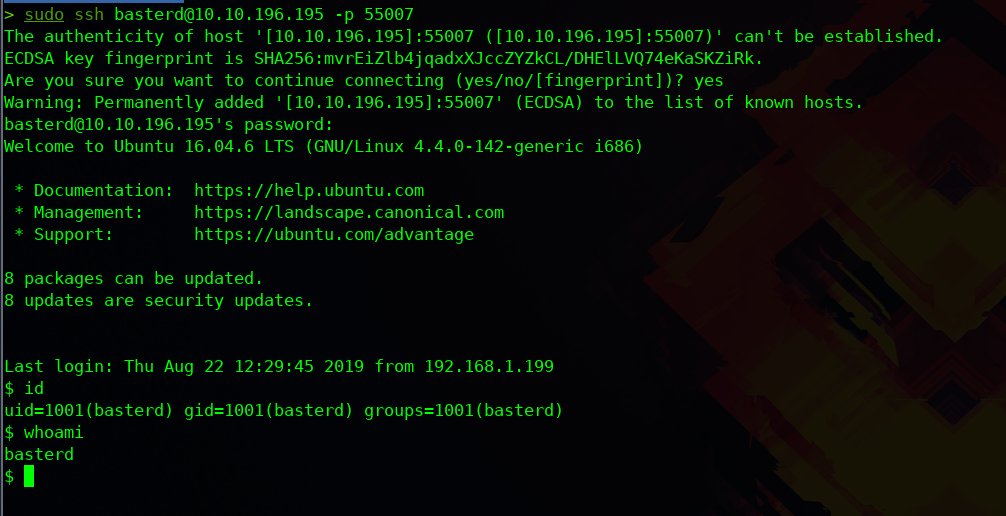 > sudo ssh basterd@10.10.196.195 -p 55007
The authenticity of host '[10.10.196.195]:55007 ([10.10.196.195]:55007)' can't be established.
ECDSA key fingerprint is SHA256:mvrEiZlb4jqadxXJccZYZkCL/DHElLVQ74eKaSKZiRk.
Are you sure you want to continue connecting (yes/no/[fingerprint])? yes
Warning: Permanently added '[10.10.196.195]:55007' (ECDSA) to the list of known hosts.
basterd@10.10.196.195's password:
Welcome to Ubuntu 16.04.6 LTS (GNU/Linux 4.4.0-142-generic i686)
 * Documentation:  https://help.ubuntu.com
 * Management:     https://landscape.canonical.com
 * Support:        https://ubuntu.com/advantage
8 packages can be updated.
8 updates are security updates.
Last login: Thu Aug 22 12:29:45 2019 from 192.168.1.199
$ id
uid=1001(basterd) gid=1001(basterd) groups=1001(basterd)
$ whoami
basterd
$